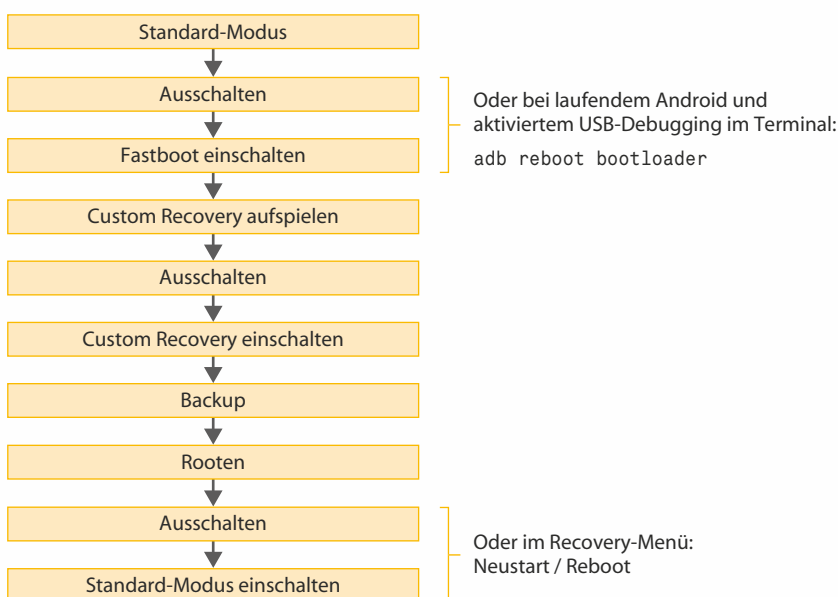 Standard-Modus
Ausschalten
Fastboot einschalten
Oder bei laufendem Android und
aktiviertem USB-Debugging im Terminal:
adb reboot bootloader
Custom Recovery aufspielen
Ausschalten
Custom Recovery einschalten
Backup
Rooten
Ausschalten
Standard-Modus einschalten
Oder im Recovery-Menü:
Neustart / Reboot